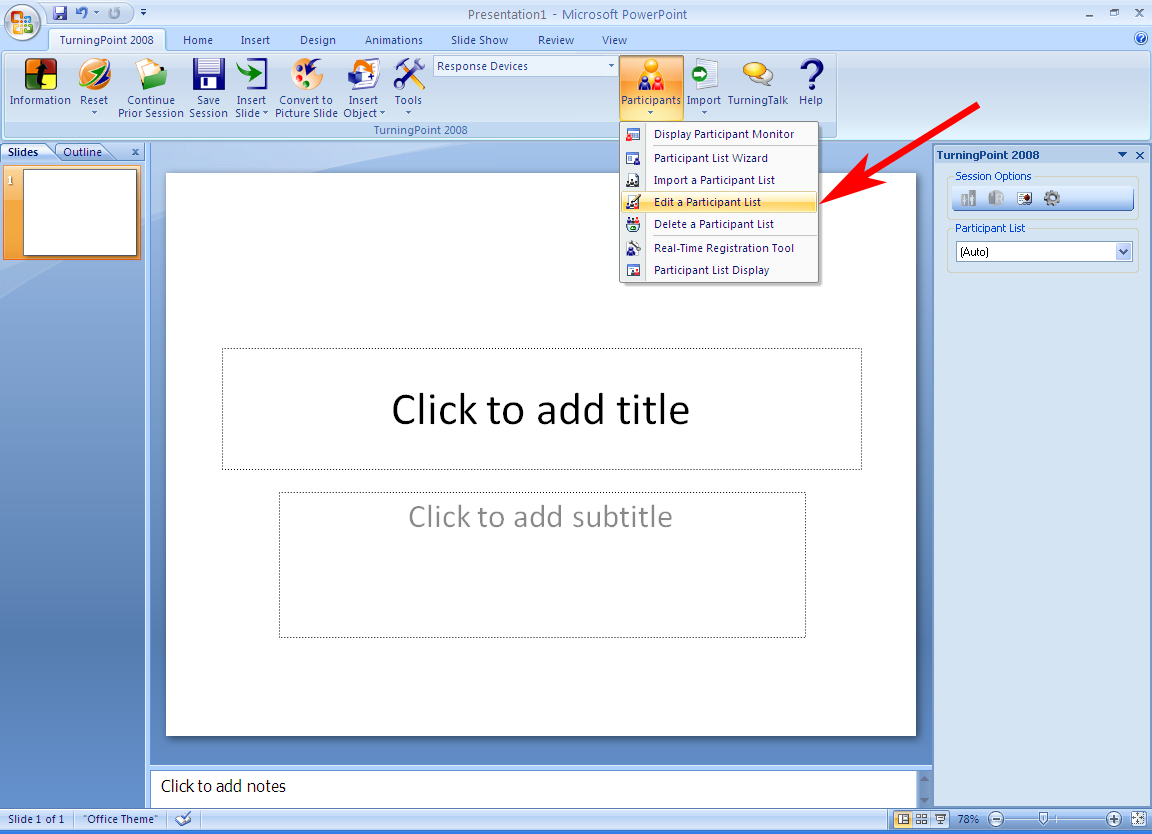 Presentation1 - Microsoft PowerPoint
TurningPoint 2008 Home Insert Design Animations Slide Show Review View
Response Devices
Information Reset Continue Prior Session Save Session Insert Slide Convert to Picture Slide Insert Object Tools Participants Import TurningTalk Help
TurningPoint 2008
Display Participant Monitor
Participant List Wizard
Import a Participant List
Edit a Participant List
Delete a Participant List
Real-Time Registration Tool
Participant List Display
Slides Outline x
1
TurningPoint 2008
Session Options
Participant List
(Auto)
Click to add title
Click to add subtitle
Click to add notes
Slide 1 of 1 "Office Theme" 78%